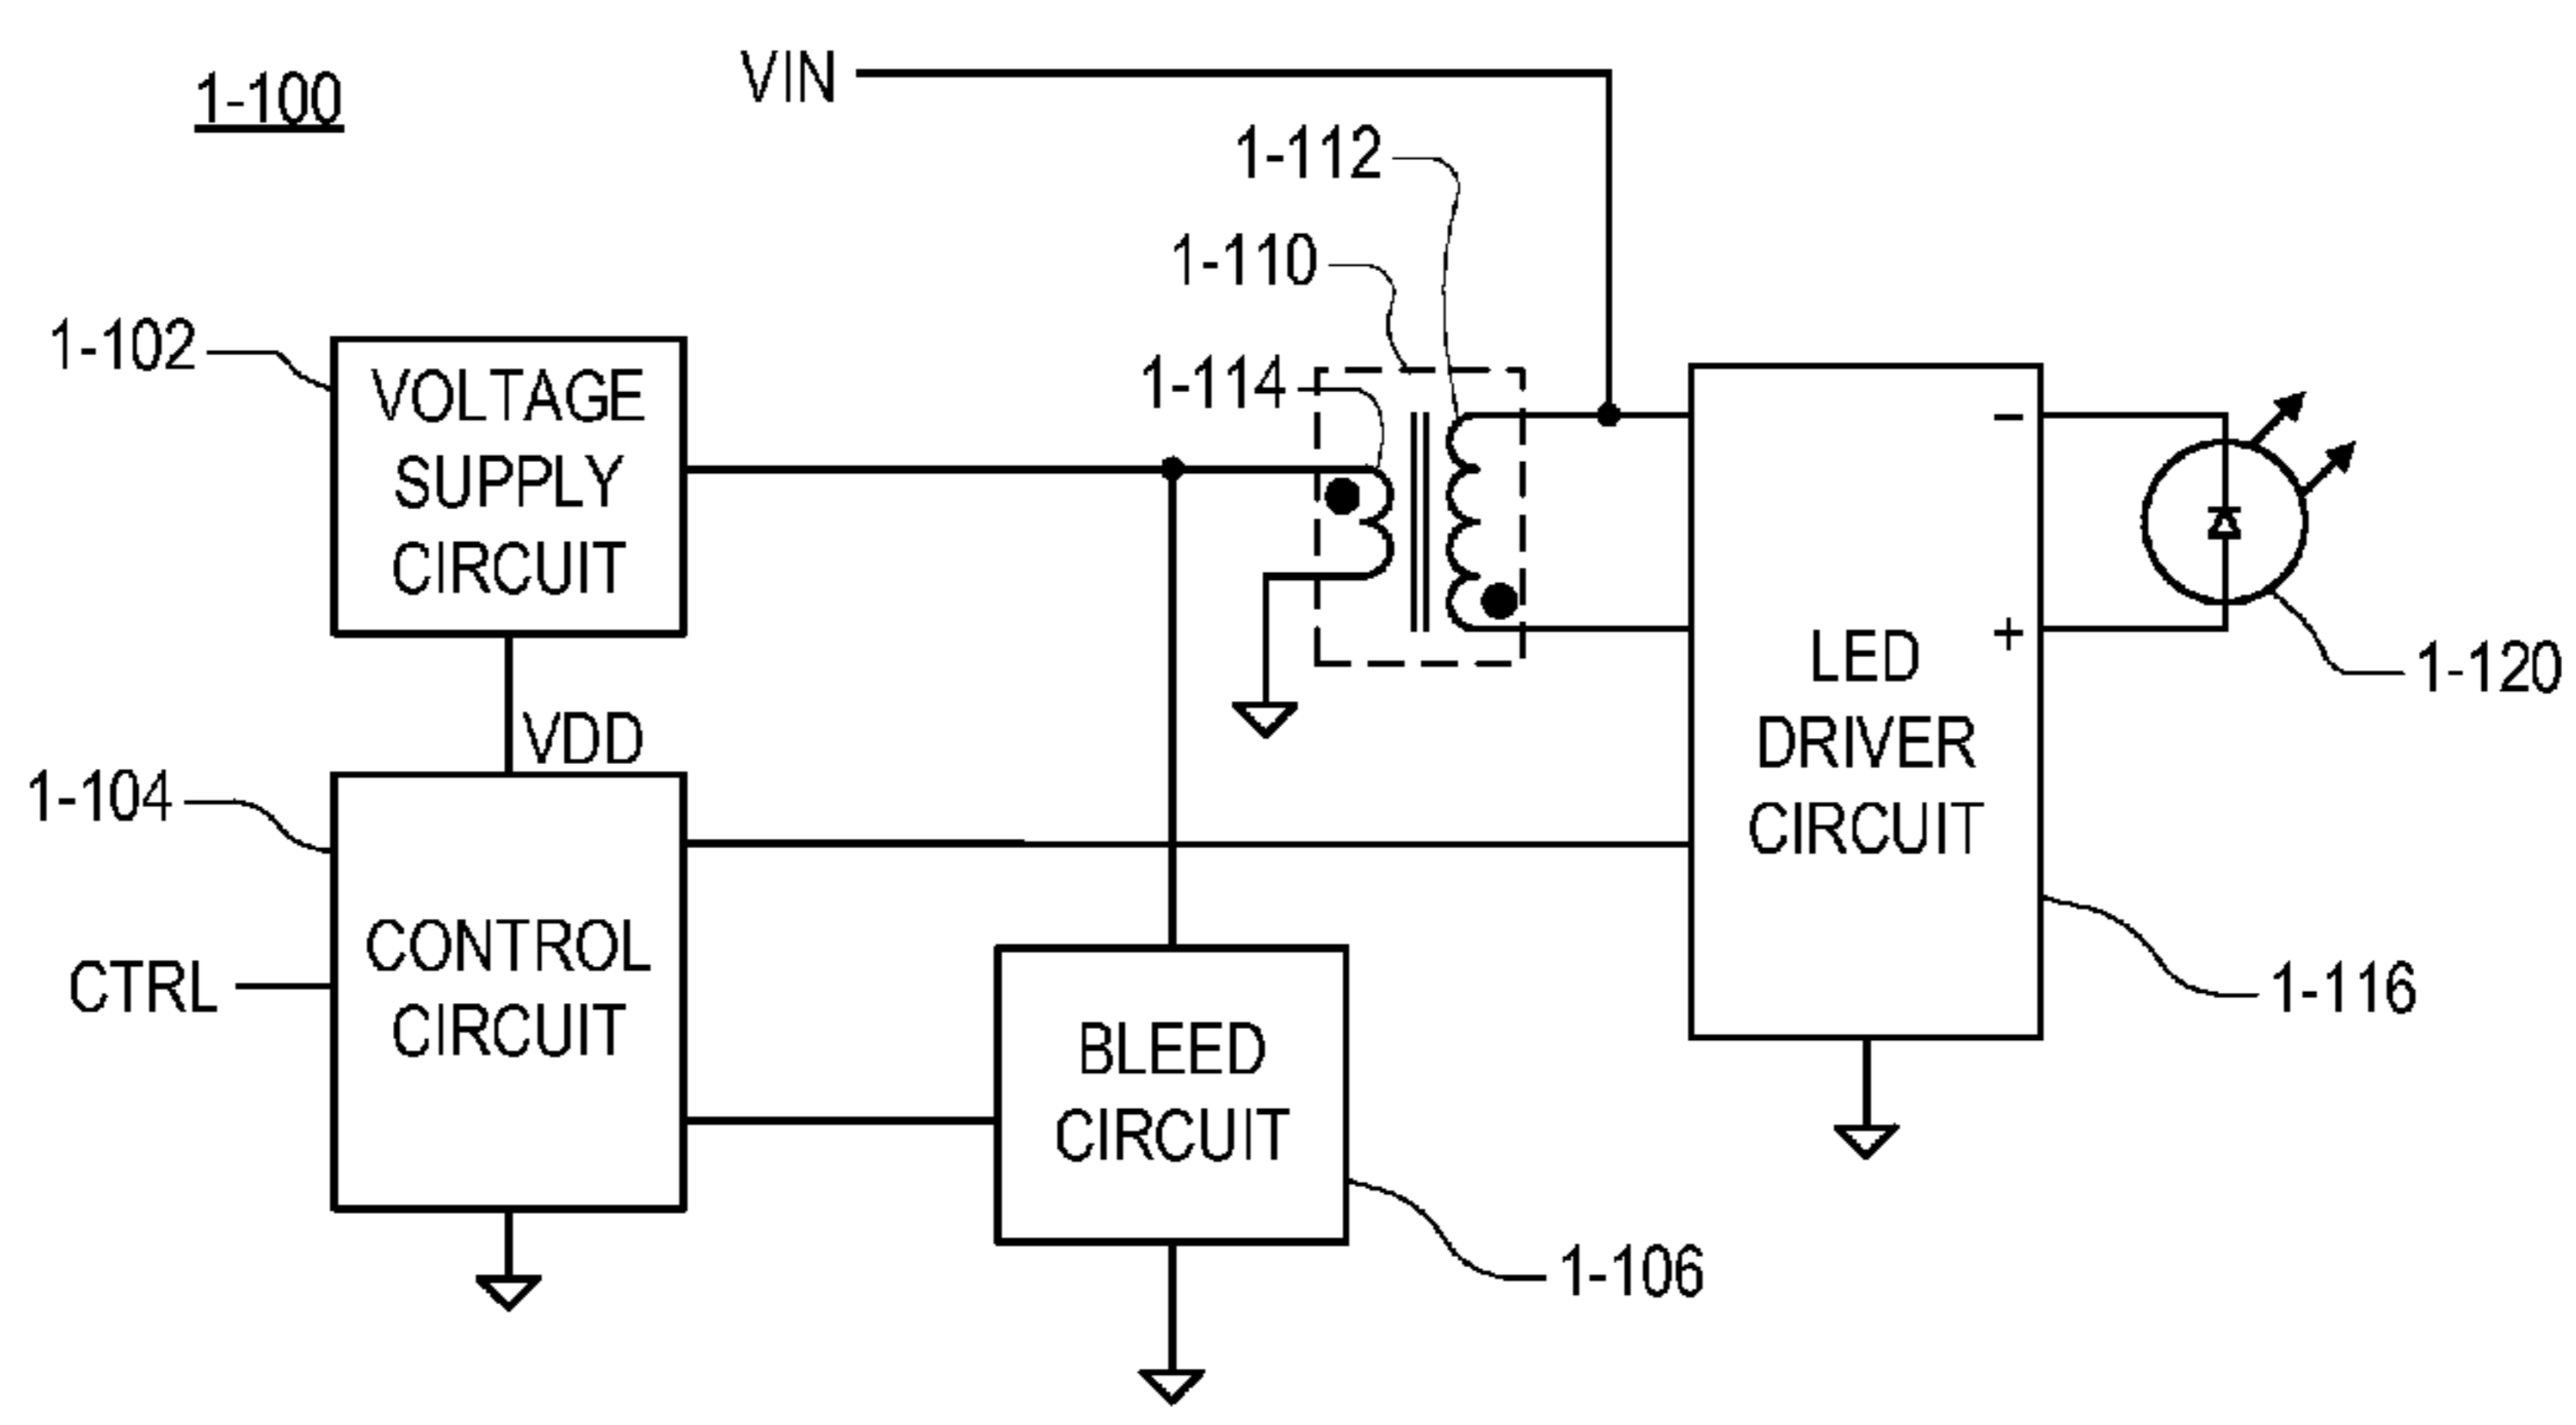 1-100
VIN
1-112
1-110
1-114
1-102
VOLTAGE
SUPPLY
CIRCUIT
VDD
1-104
CONTROL
CIRCUIT
CTRL
BLEED
CIRCUIT
1-106
−
+
LED
DRIVER
CIRCUIT
1-116
1-120